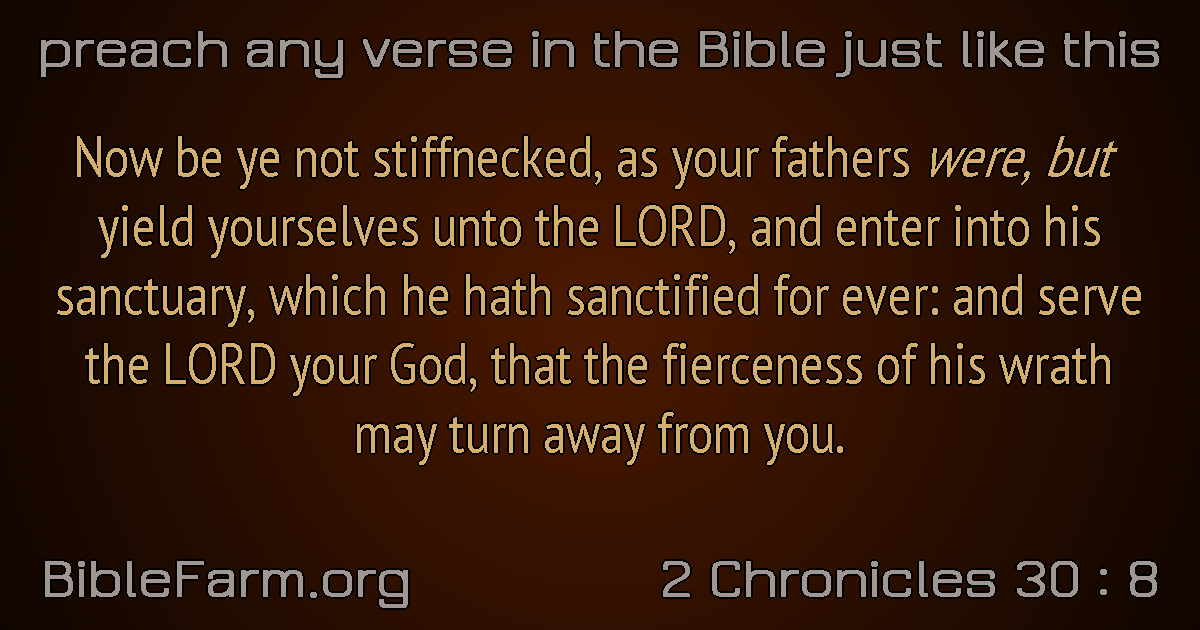 preach any verse in the Bible just like this
Now be ye not stiffnecked, as your fathers were, but
yield yourselves unto the LORD, and enter into his
sanctuary, which he hath sanctified for ever: and serve
the LORD your God, that the fierceness of his wrath
may turn away from you.
BibleFarm.org
2 Chronicles 30 : 8